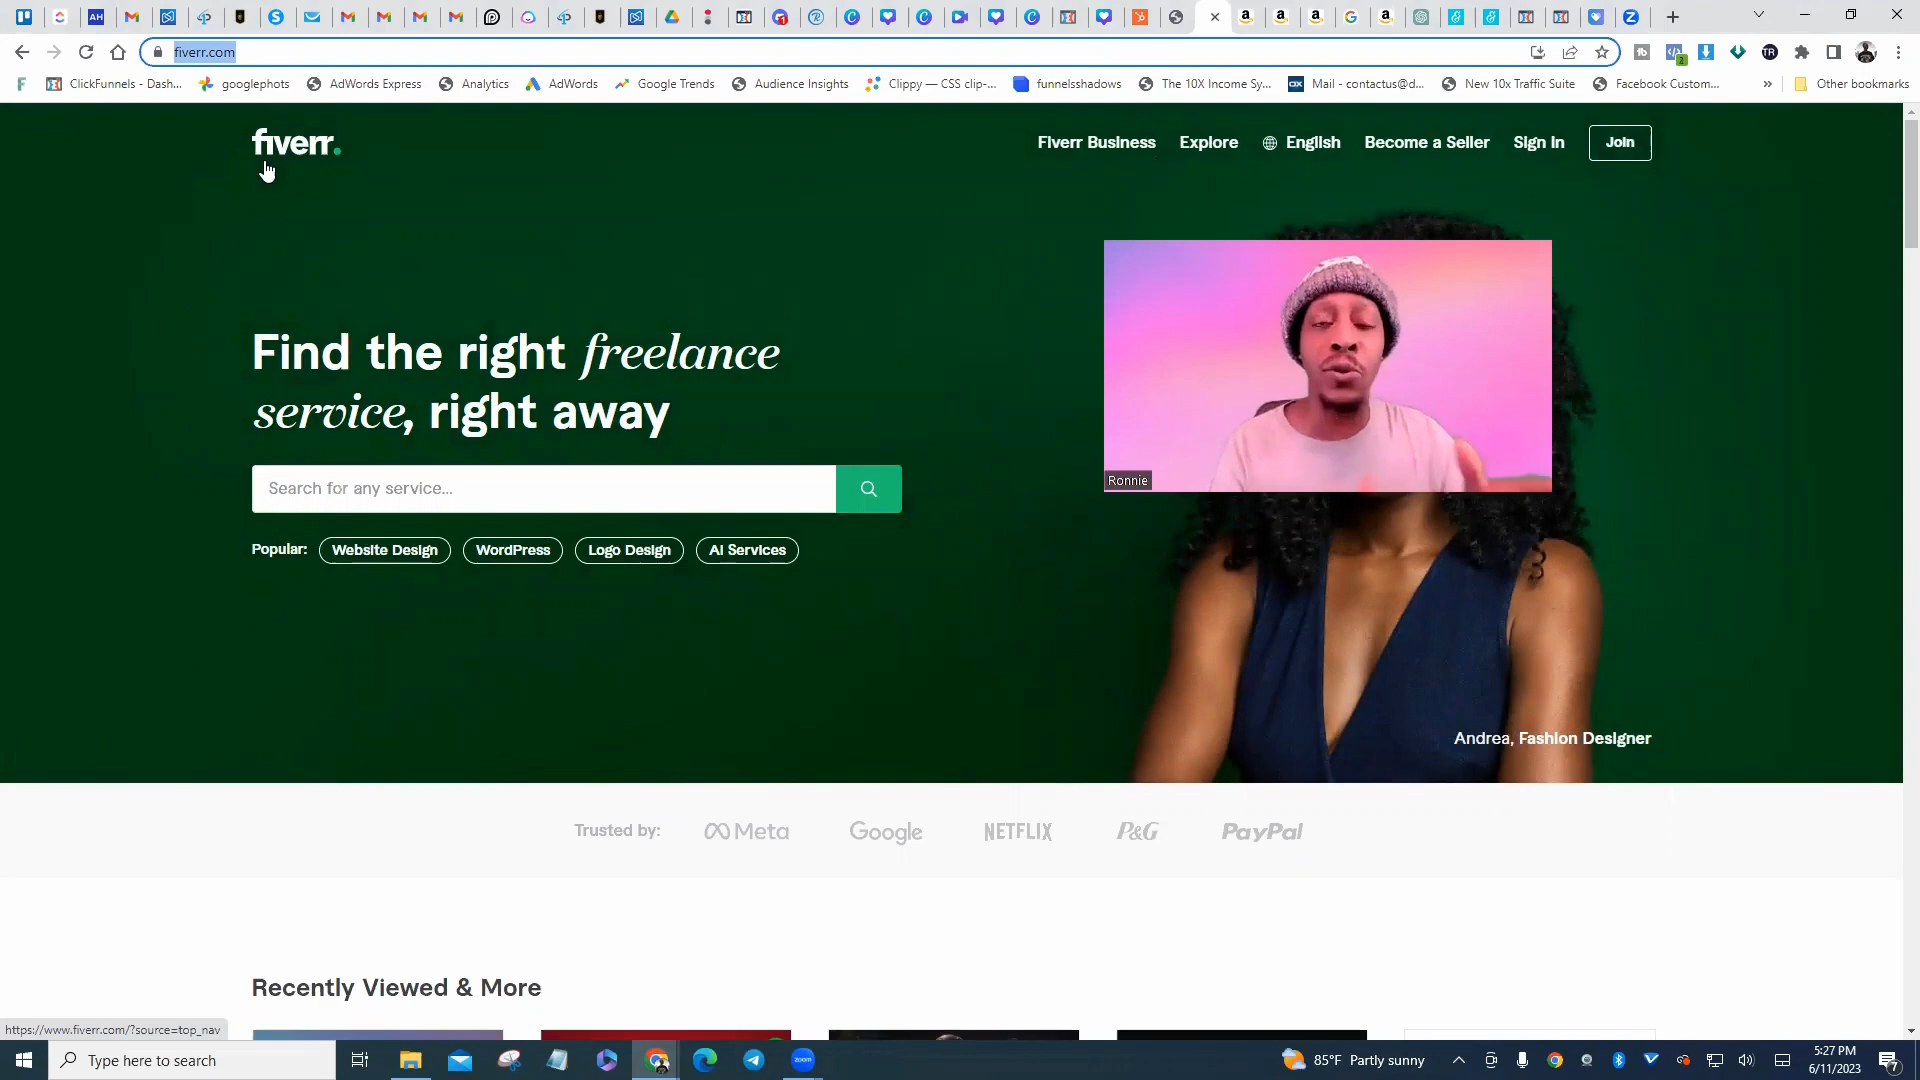 fiverr.com
ClickFunnels - Dash...
googlephots
AdWords Express
Analytics
AdWords
Google Trends
Audience Insights
Clippy — CSS clip-...
funnelsshadows
The 10X Income Sy...
Mail - contactus@d...
New 10x Traffic Suite
Facebook Custom...
»
Other bookmarks
fiverr.
Fiverr Business
Explore
English
Become a Seller
Sign in
Join
Find the right freelance
service, right away
Search for any service...
Popular:
Website Design
WordPress
Logo Design
AI Services
Ronnie
Andrea, Fashion Designer
Trusted by:
Meta
Google
NETFLIX
P&G
PayPal
Recently Viewed & More
https://www.fiverr.com/?source=top_nav
Type here to search
zoom
85°F Partly sunny
5:27 PM
6/11/2023
7